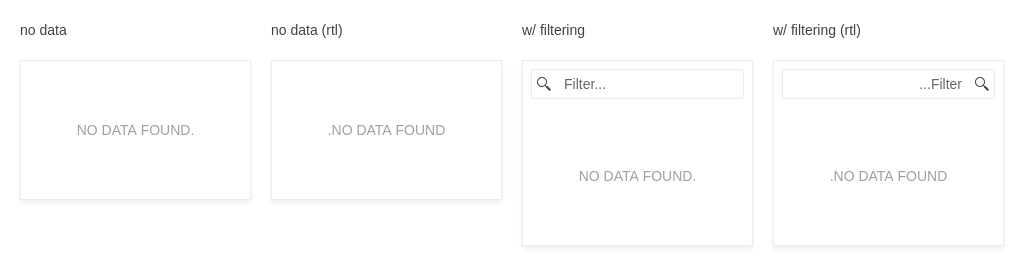 no data
NO DATA FOUND.
no data (rtl)
.NO DATA FOUND
w/ filtering
Filter...
NO DATA FOUND.
w/ filtering (rtl)
...Filter
.NO DATA FOUND